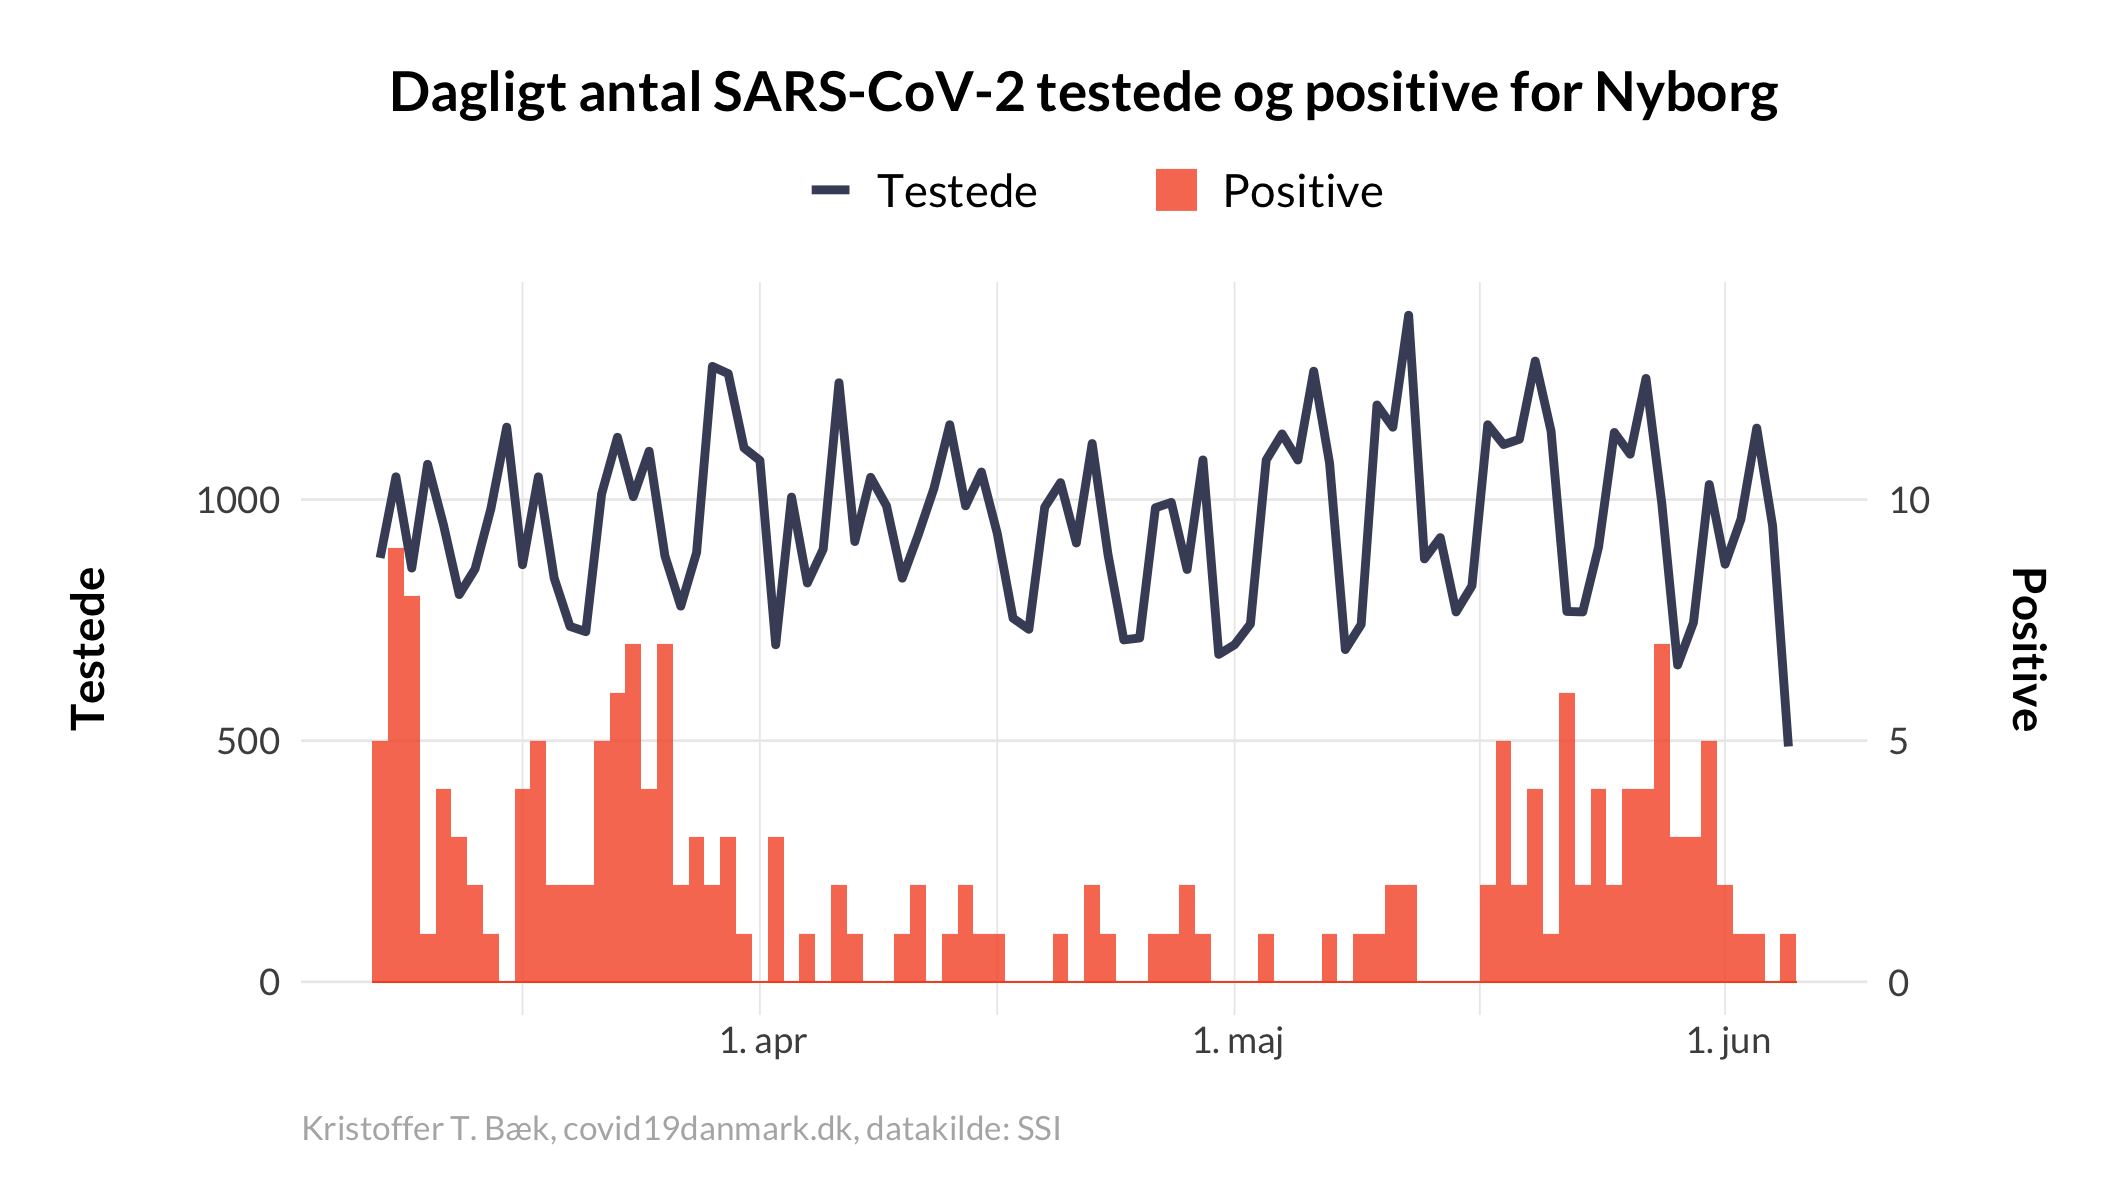 Dagligt antal SARS-CoV-2 testede og positive for Nyborg
Testede
Positive
1000
500
0
10
5
0
Testede
Positive
1. apr
1. maj
1. jun
Kristoffer T. Bæk, covid19danmark.dk, datakilde: SSI